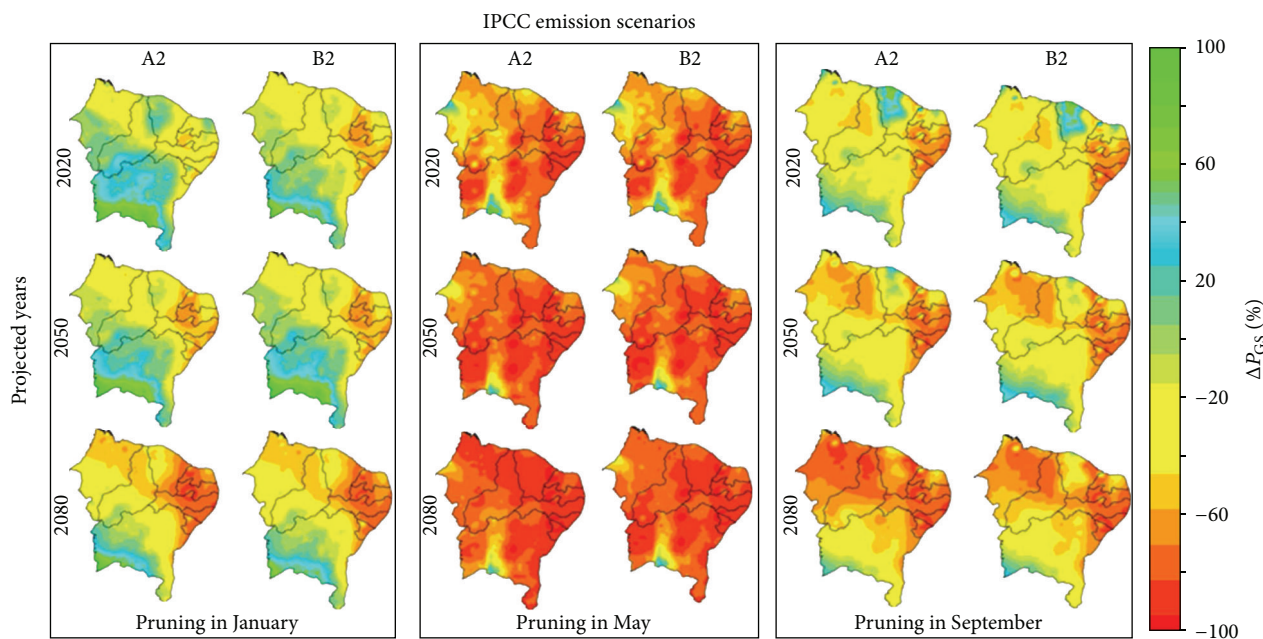 IPCC emission scenarios
A2 B2
A2 B2
A2 B2
Projected years
2020
2050
2080
2020
2050
2080
2020
2050
2080
Pruning in January
Pruning in May
Pruning in September
100
60
20
−20
−60
−100
ΔP_GS (%)